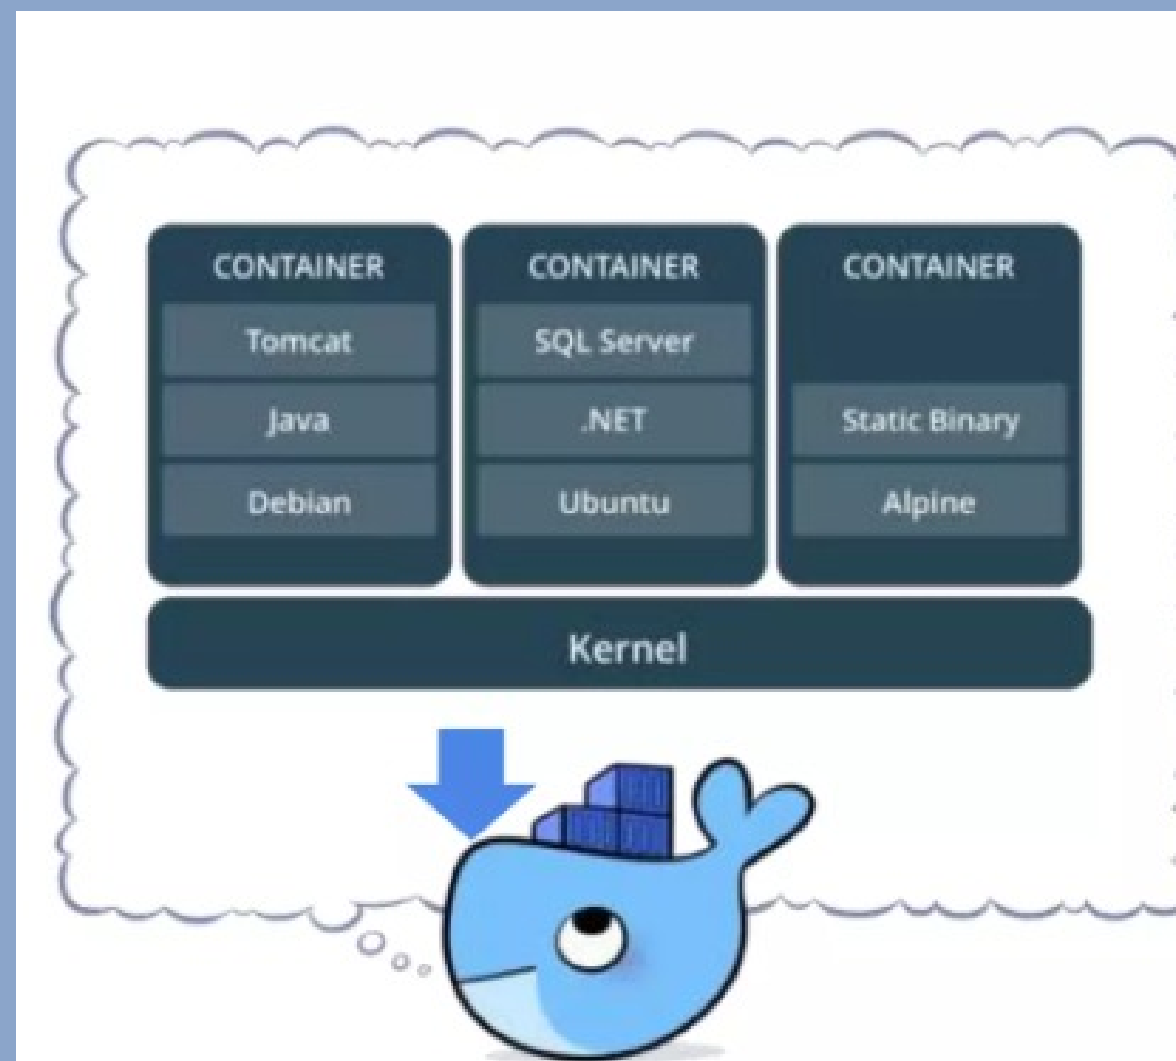 CONTAINER
Tomcat
Java
Debian
CONTAINER
SQL Server
.NET
Ubuntu
CONTAINER
Static Binary
Alpine
Kernel